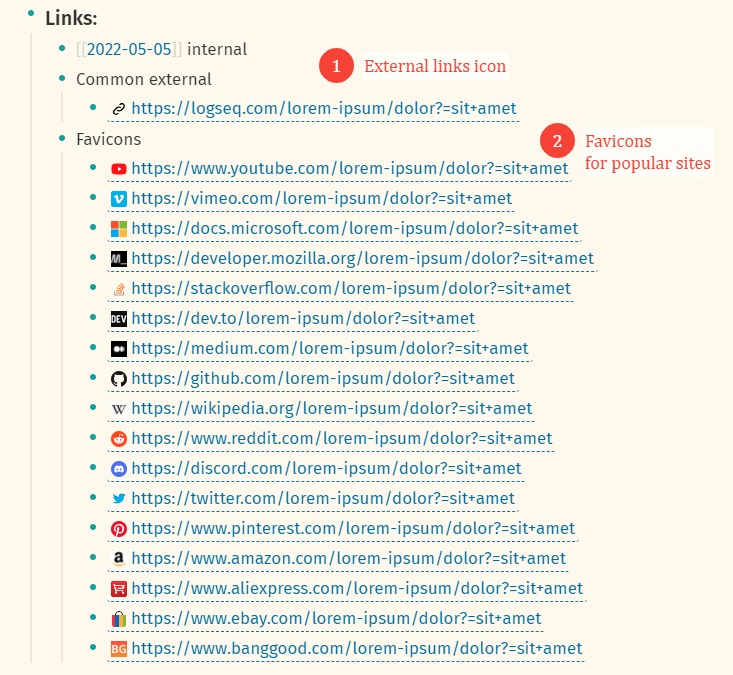 Links:
[[2022-05-05]] internal
1 External links icon
Common external
https://logseq.com/lorem-ipsum/dolor?=sit+amet
Favicons
2 Favicons
for popular sites
https://www.youtube.com/lorem-ipsum/dolor?=sit+amet
https://vimeo.com/lorem-ipsum/dolor?=sit+amet
https://docs.microsoft.com/lorem-ipsum/dolor?=sit+amet
M_ https://developer.mozilla.org/lorem-ipsum/dolor?=sit+amet
https://stackoverflow.com/lorem-ipsum/dolor?=sit+amet
DEV https://dev.to/lorem-ipsum/dolor?=sit+amet
https://medium.com/lorem-ipsum/dolor?=sit+amet
https://github.com/lorem-ipsum/dolor?=sit+amet
W https://wikipedia.org/lorem-ipsum/dolor?=sit+amet
https://www.reddit.com/lorem-ipsum/dolor?=sit+amet
https://discord.com/lorem-ipsum/dolor?=sit+amet
https://twitter.com/lorem-ipsum/dolor?=sit+amet
https://www.pinterest.com/lorem-ipsum/dolor?=sit+amet
a https://www.amazon.com/lorem-ipsum/dolor?=sit+amet
https://www.aliexpress.com/lorem-ipsum/dolor?=sit+amet
https://www.ebay.com/lorem-ipsum/dolor?=sit+amet
BG https://www.banggood.com/lorem-ipsum/dolor?=sit+amet